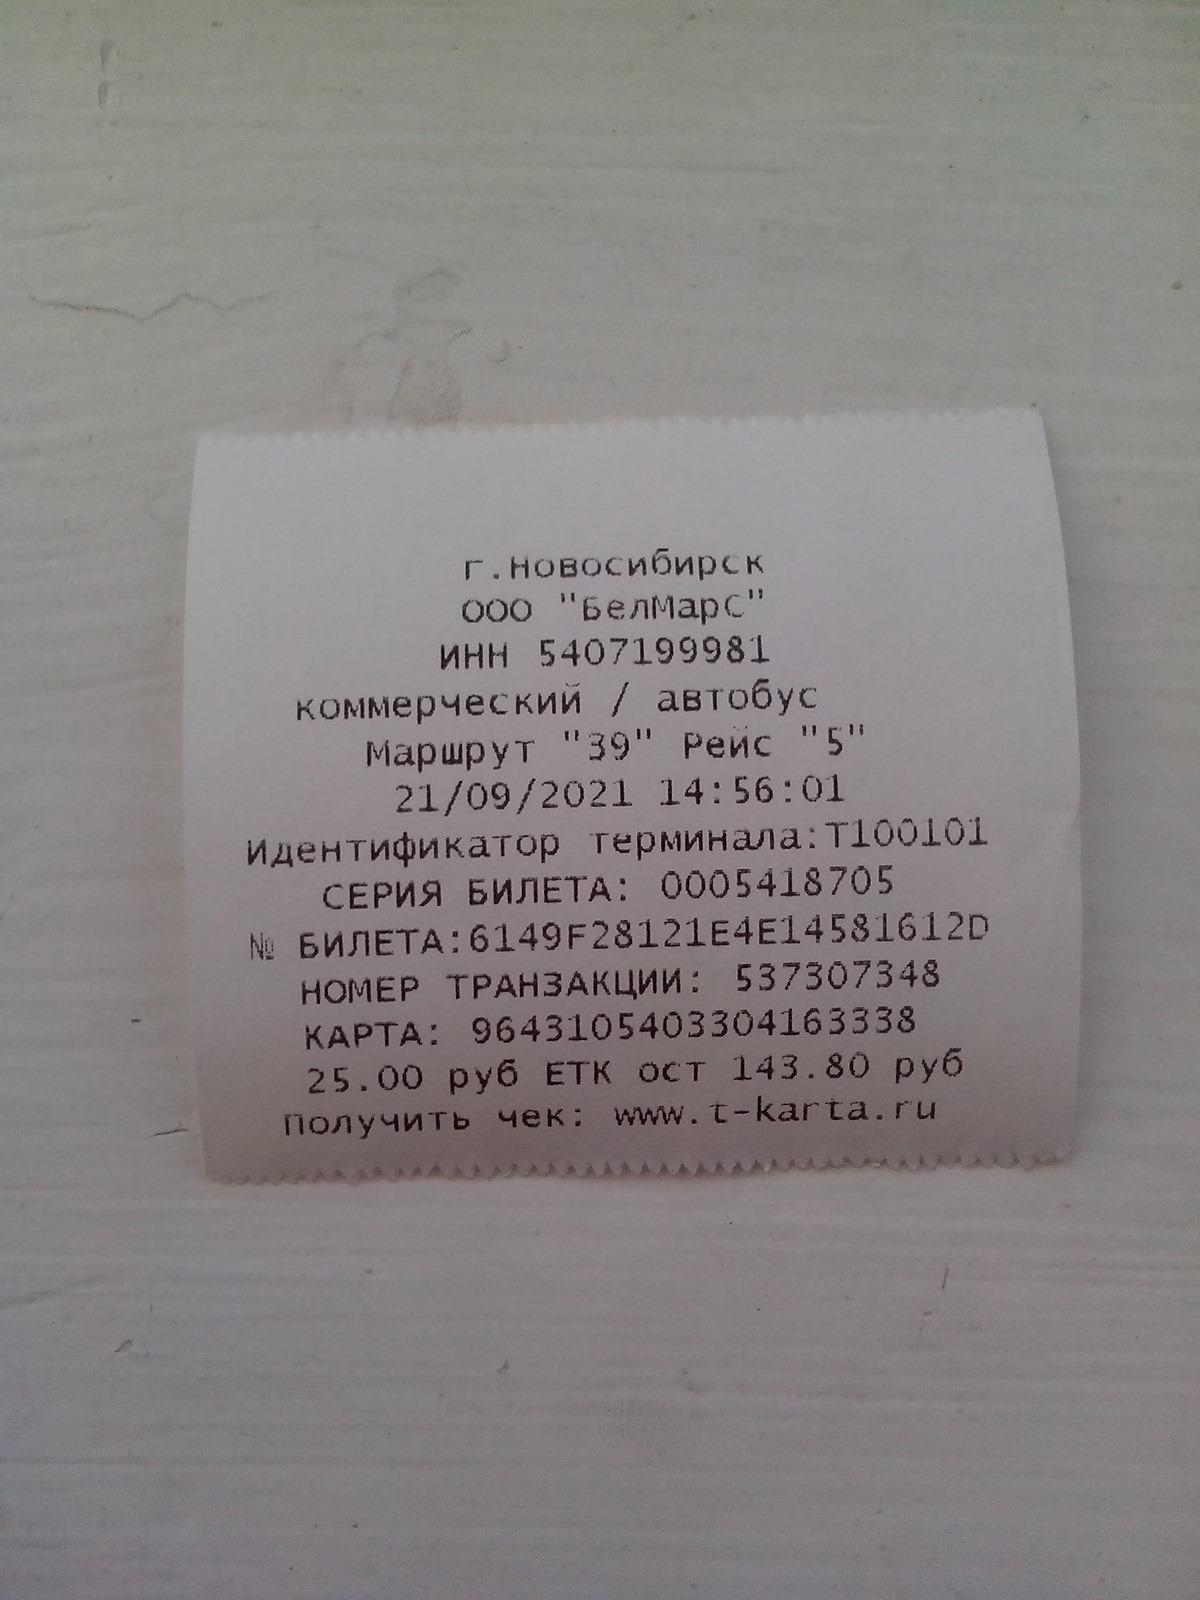 г.Новосибирск
ООО "БелМарС"
ИНН 5407199981
коммерческий / автобус
Маршрут "39" Рейс "5"
21/09/2021 14:56:01
Идентификатор терминала:T100101
СЕРИЯ БИЛЕТА: 0005418705
№ БИЛЕТА:6149F28121E4E14581612D
НОМЕР ТРАНЗАКЦИИ: 537307348
КАРТА: 9643105403304163338
25.00 руб ЕТК ост 143.80 руб
Получить чек: www.t-karta.ru